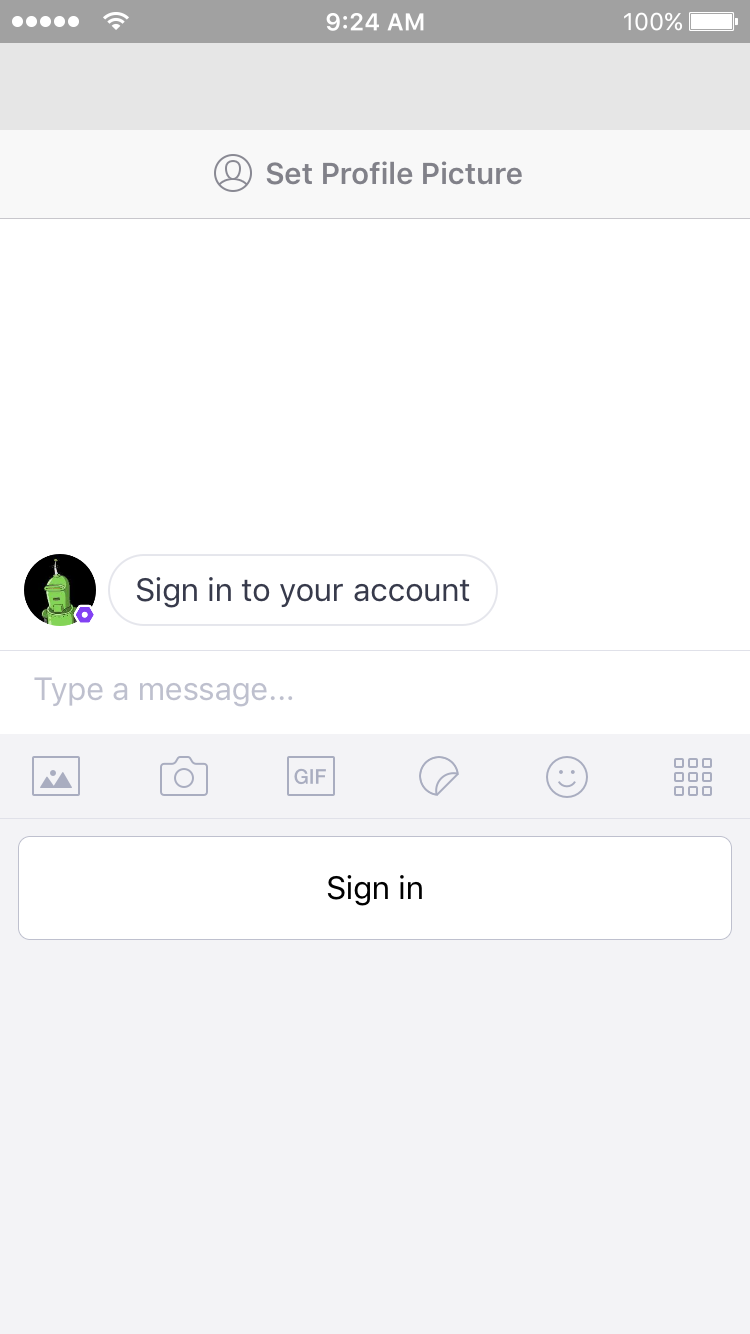 9:24 AM
100%
Set Profile Picture
Sign in to your account
Type a message...
GIF
Sign in